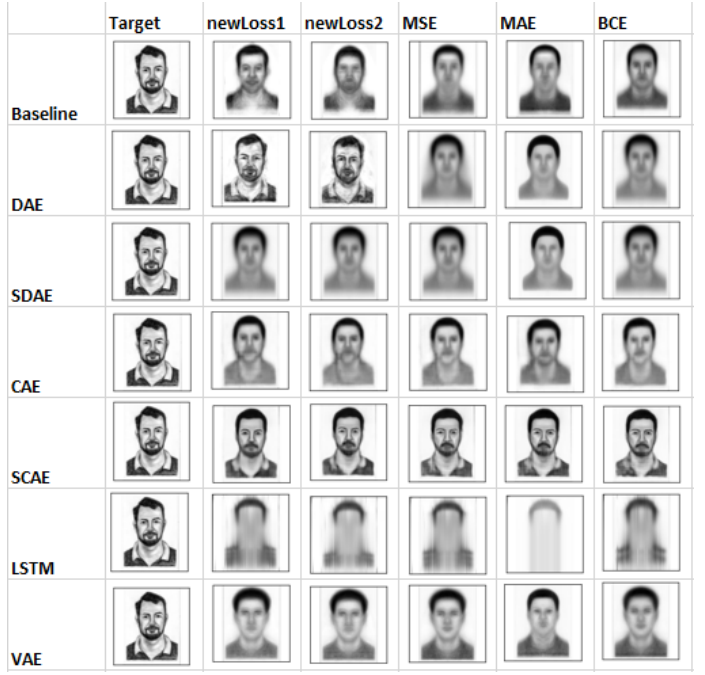 Target newLoss1 newLoss2 MSE MAE BCE
Baseline
DAE
SDAE
CAE
SCAE
LSTM
VAE